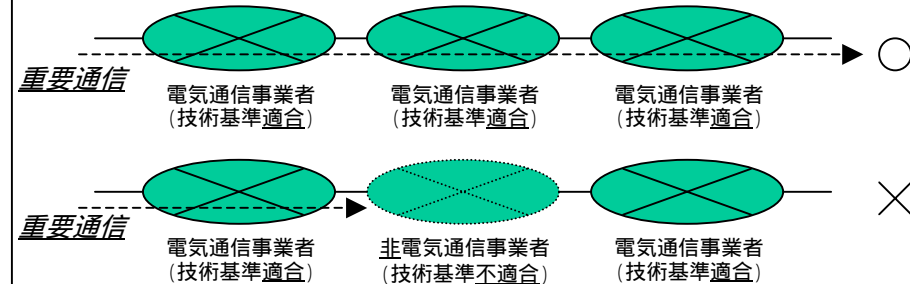 重要通信
電気通信事業者 電気通信事業者 電気通信事業者
(技術基準適合) (技術基準適合) (技術基準適合)
重要通信
電気通信事業者 非電気通信事業者 電気通信事業者
(技術基準適合) (技術基準不適合) (技術基準適合)